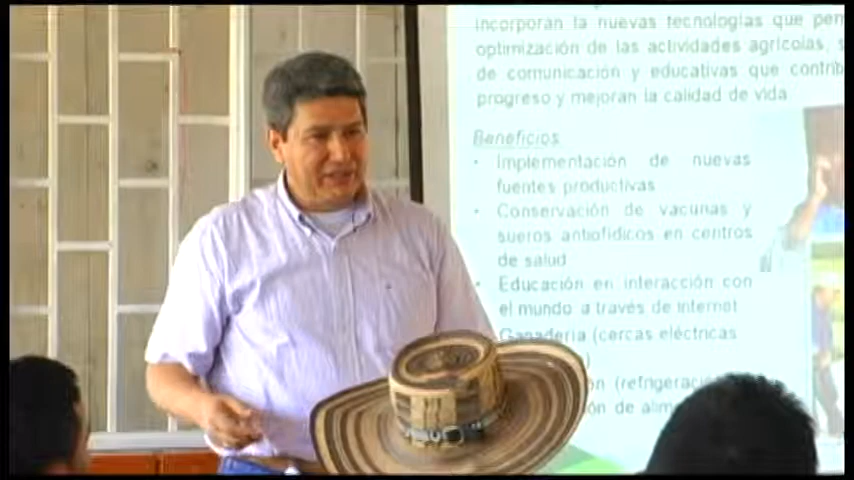 incorporan la nuevas tecnologías que
optimización de las actividades agrícolas,
de comunicación y educativas que
progreso y mejoran la calidad de vida.
Beneficios:
• Implementación de nuevas
fuentes productivas
• Conservación de vacunas y
sueros antiofídicos en centros
de salud
• Educación en interacción con
el mundo a través de Internet
Ganadería (cercas eléctricas